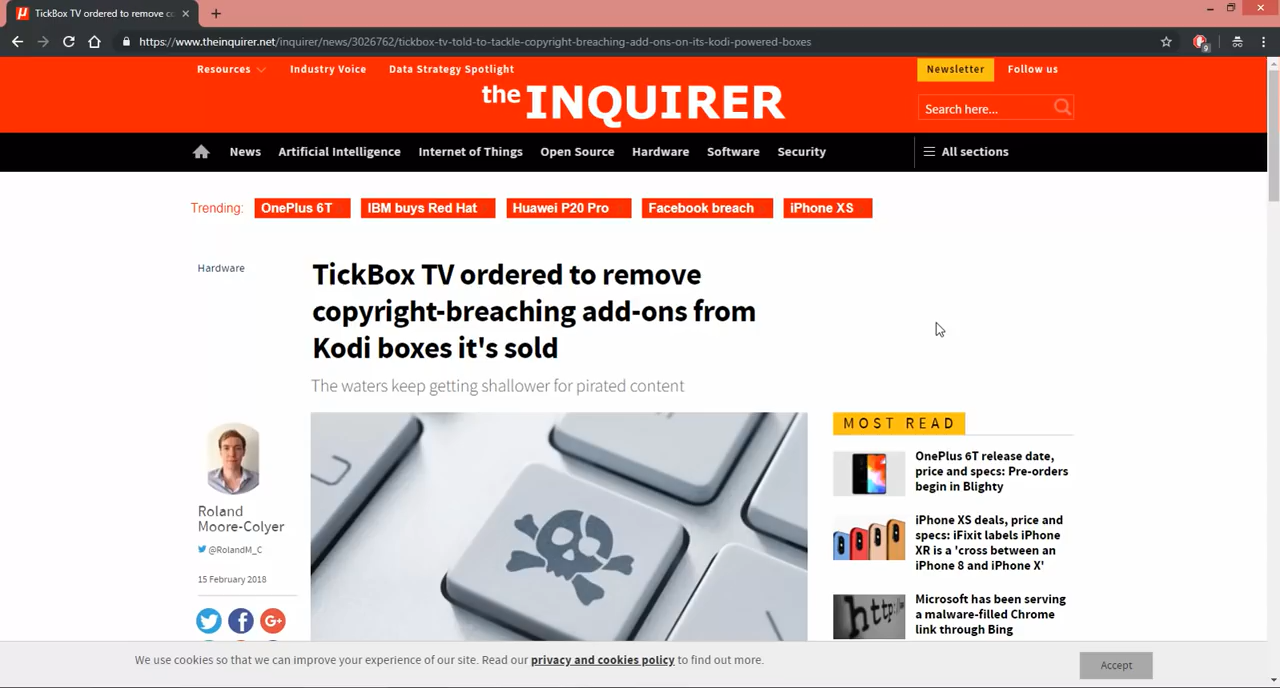 TickBox TV ordered to remove c
https://www.theinquirer.net/inquirer/news/3026762/tickbox-tv-told-to-tackle-copyright-breaching-add-ons-on-its-kodi-powered-boxes
9
Resources
Industry Voice
Data Strategy Spotlight
Newsletter
Follow us
the INQUIRER
Search here...
News
Artificial Intelligence
Internet of Things
Open Source
Hardware
Software
Security
All sections
Trending:
OnePlus 6T
IBM buys Red Hat
Huawei P20 Pro
Facebook breach
iPhone XS
Hardware
TickBox TV ordered to remove
copyright-breaching add-ons from
Kodi boxes it's sold
The waters keep getting shallower for pirated content
Roland
Moore-Colyer
@RolandM_C
15 February 2018
MOST READ
OnePlus 6T release date,
price and specs: Pre-orders
begin in Blighty
iPhone XS deals, price and
specs: iFixit labels iPhone
XR is a 'cross between an
iPhone 8 and iPhone X'
http:
Microsoft has been serving
a malware-filled Chrome
link through Bing
We use cookies so that we can improve your experience of our site. Read our privacy and cookies policy to find out more.
Accept